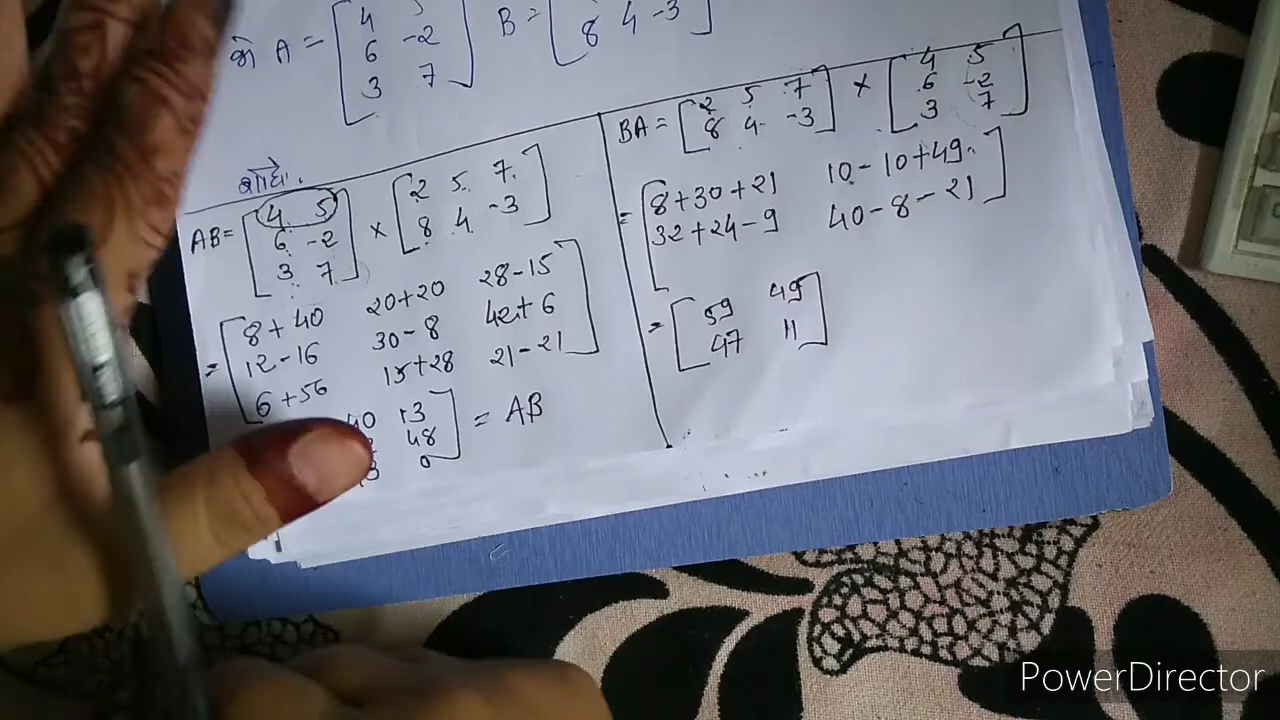 जो A = [ 4
6 -2
3 7 ] B = [
8 4 -3 ]
शोधो.
AB = [ 4 5
6 -2
3 7 ] × [ 2 5 7
8 4 -3 ]
= [ 8+40 20+20 28-15
12-16 30-8 42+6
6+56 15+28 21-21 ]
40 13
48
3 0 ] = AB
BA = [ 2 5 7
8 4 -3 ] × [ 4 5
6 -2
3 7 ]
= [ 8+30+21 10-10+49
32+24-9 40-8-21 ]
= [ 59 49
47 11 ]
PowerDirector